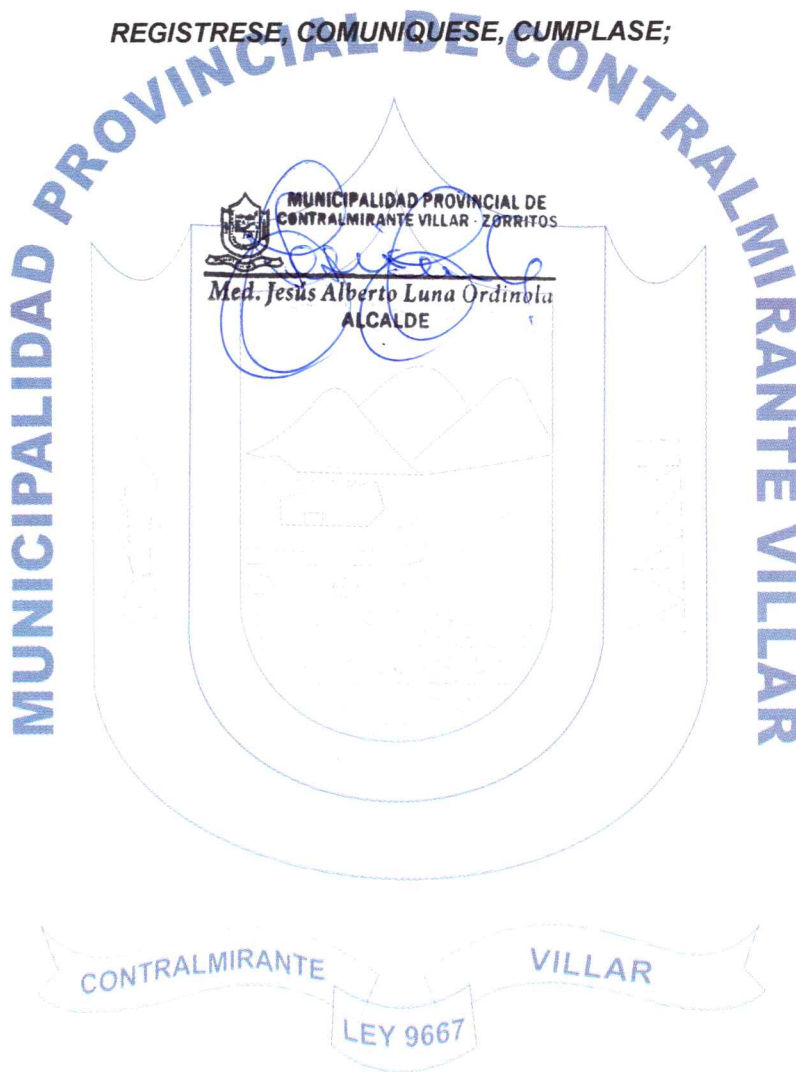 REGISTRESE, COMUNIQUESE, CUMPLASE;
MUNICIPALIDAD PROVINCIAL DE CONTRALMIRANTE VILLAR
MUNICIPALIDAD PROVINCIAL DE
CONTRALMIRANTE VILLAR - ZORRITOS
Med. Jesús Alberto Luna Ordinola
ALCALDE
CONTRALMIRANTE VILLAR
LEY 9667